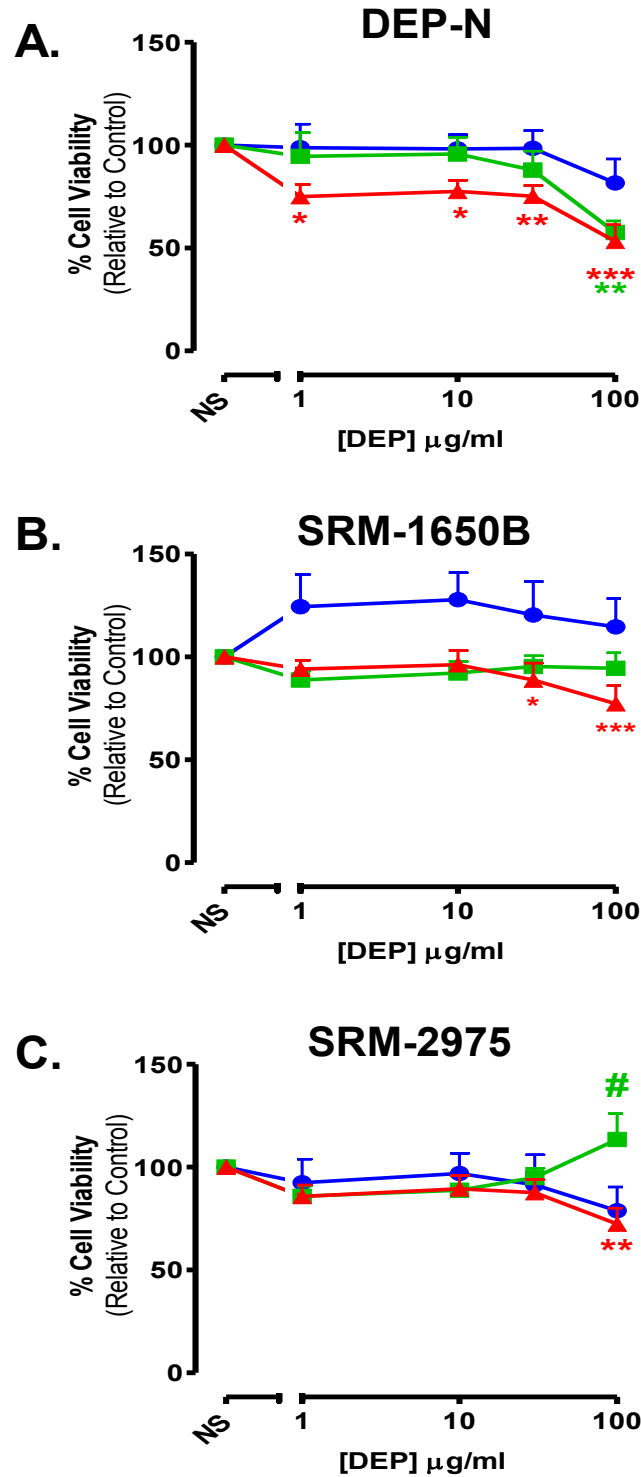 A.
DEP-N
% Cell Viability
(Relative to Control)
150
100
50
0
*
*
**
***
**
NS
1
10
100
[DEP] μg/ml
B.
SRM-1650B
% Cell Viability
(Relative to Control)
150
100
50
0
*
***
NS
1
10
100
[DEP] μg/ml
C.
SRM-2975
% Cell Viability
(Relative to Control)
150
100
50
0
#
**
NS
1
10
100
[DEP] μg/ml